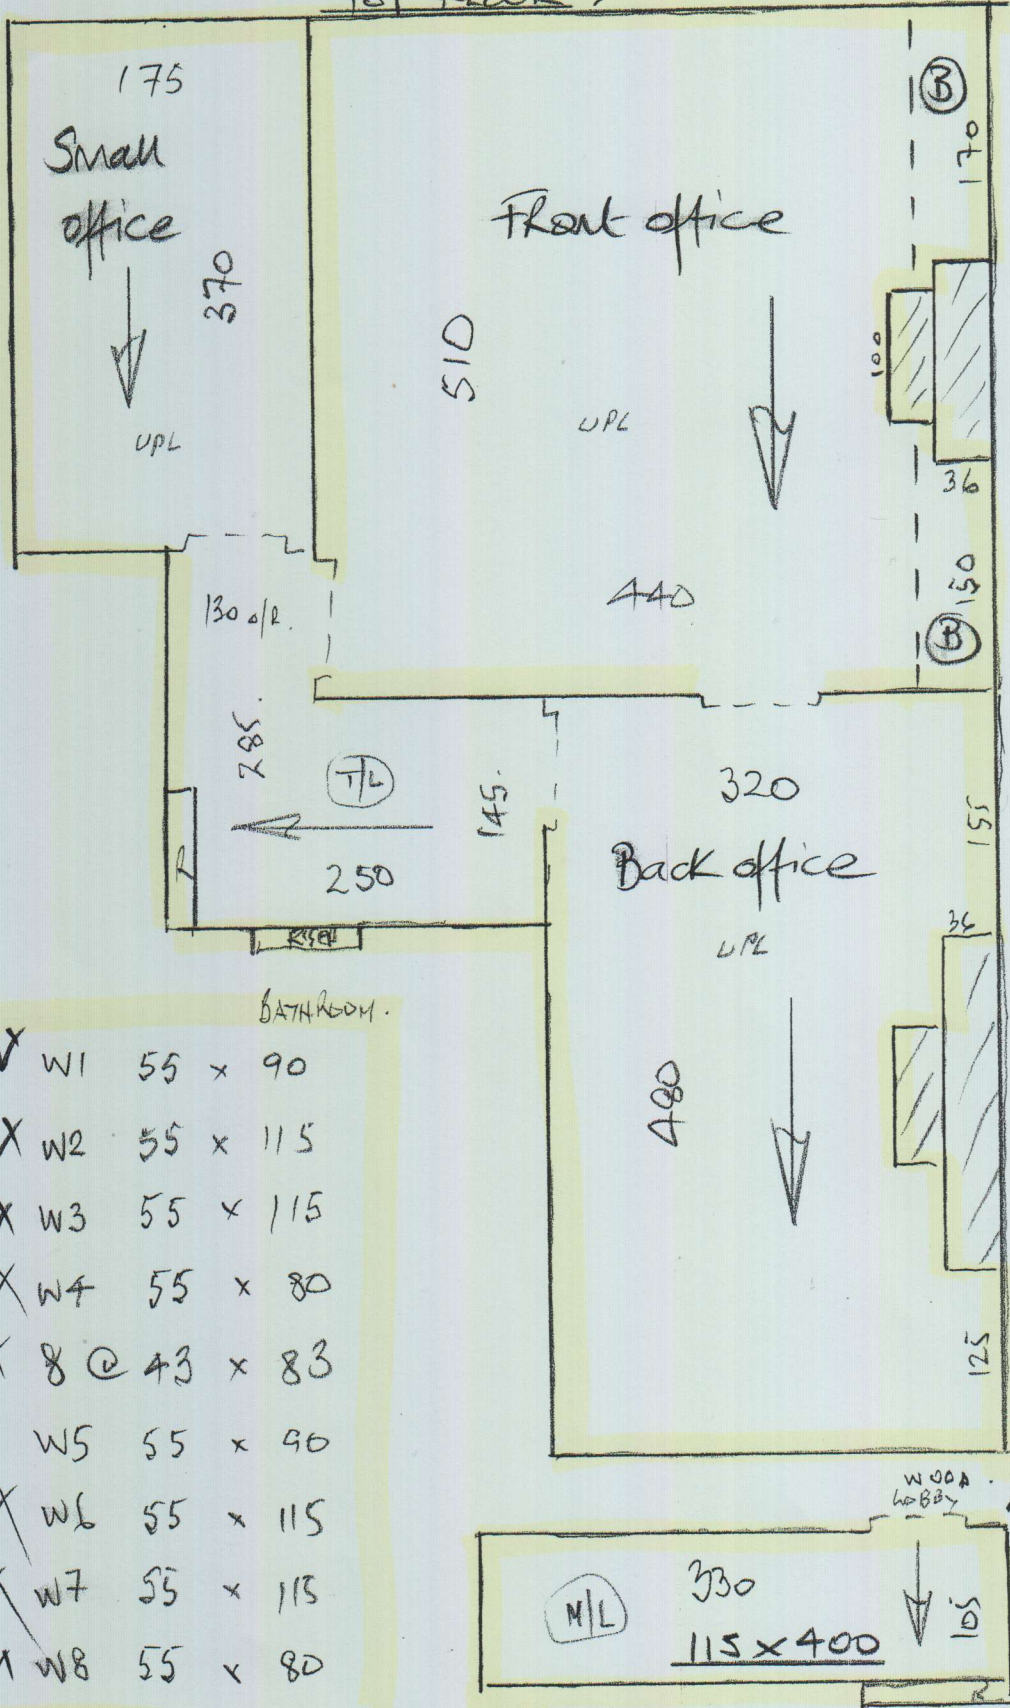 175
Small
office
370
UPL
Front office
510
UPL
440
B
170
100
36
150
B
130 o/R.
285.
T/L
145.
250
R
320
Back office
UPL
480
155
36
125
BATHROOM.
W1 55 x 90
X W2 55 x 115
X W3 55 x 115
X W4 55 x 80
8 @ 43 x 83
W5 55 x 90
X W6 55 x 115
W7 55 x 115
W8 55 x 80
WOOD.
LOBBY
M/L
330
115 x 400
105
R